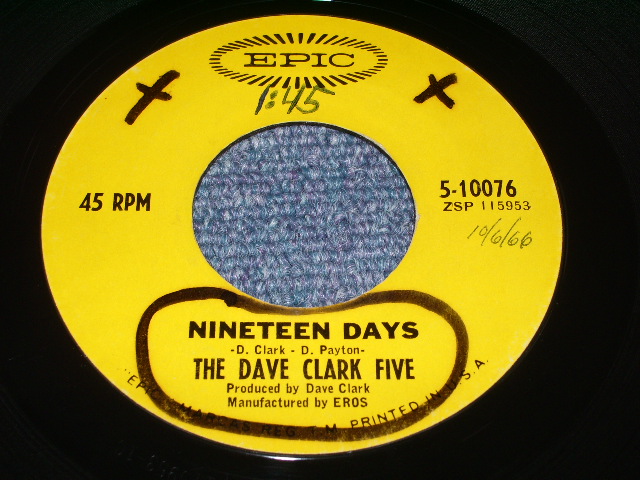 EPIC
1:45
X X
45 RPM
5-10076
ZSP 115953
10/6/66
NINETEEN DAYS
-D. Clark - D. Payton-
THE DAVE CLARK FIVE
Produced by Dave Clark
Manufactured by EROS
"EPIC" MARCAS REG. T.M. PRINTED IN U.S.A.